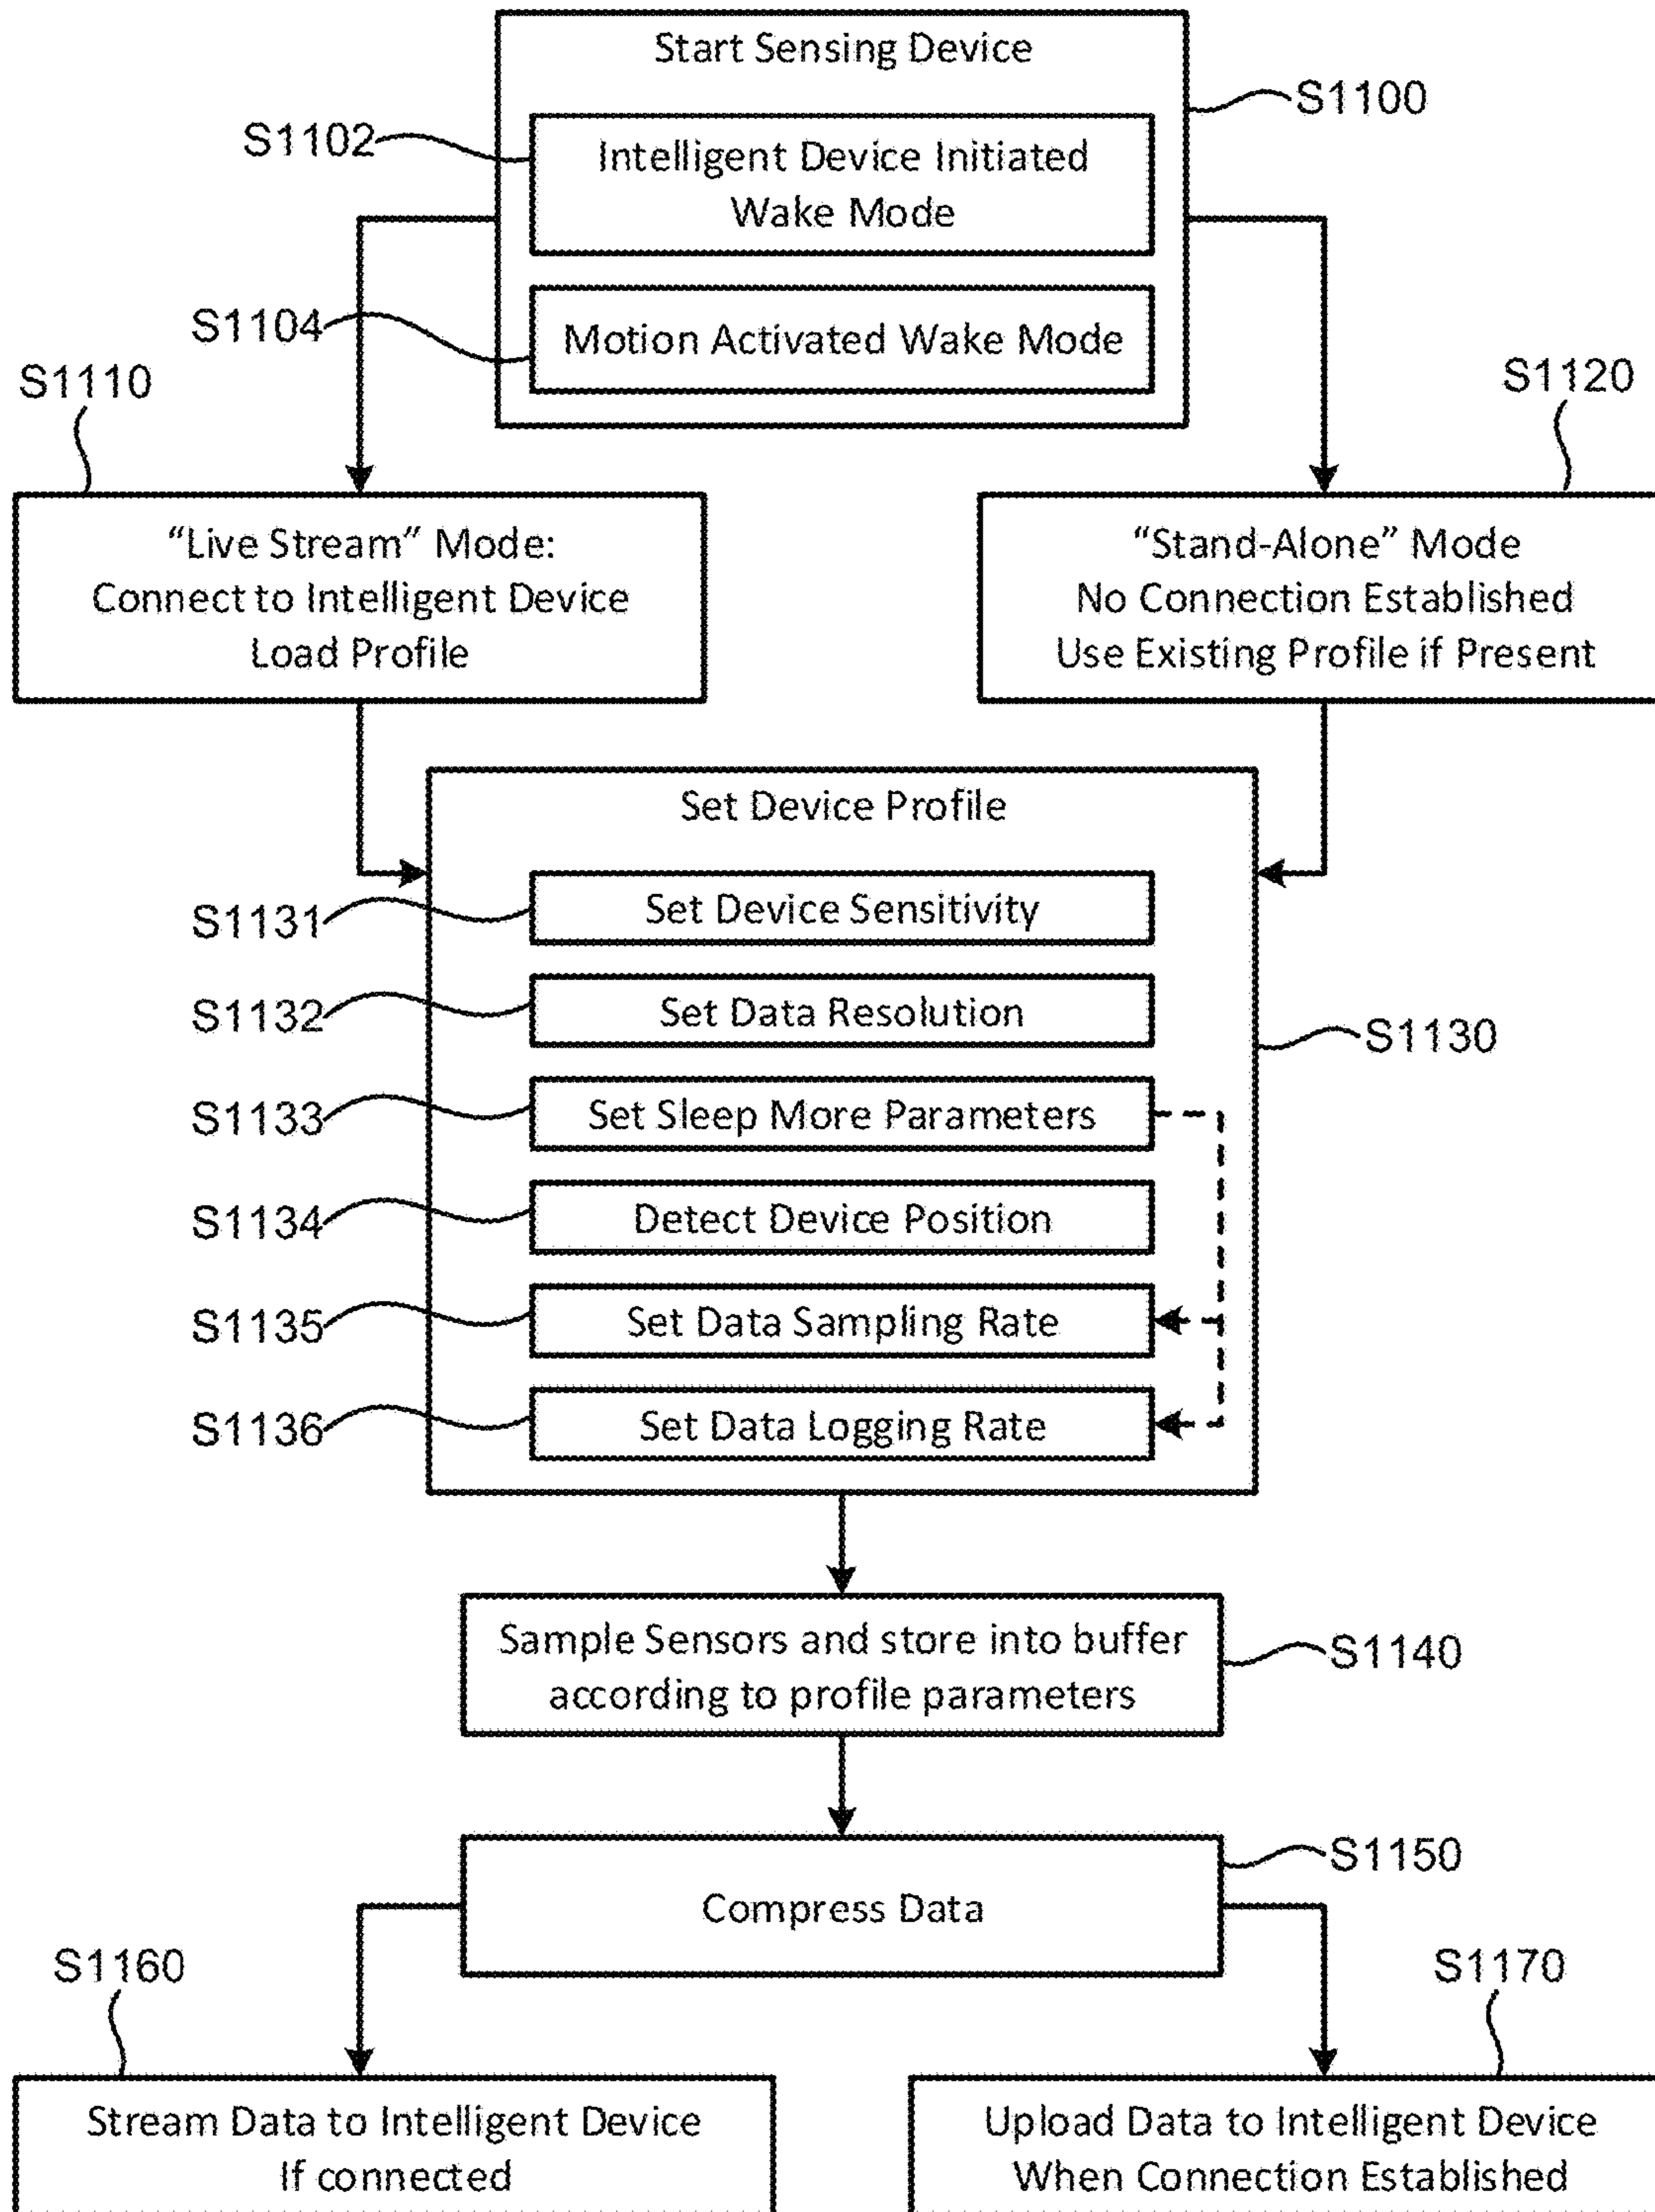 Start Sensing Device
S1100
S1102
Intelligent Device Initiated
Wake Mode
S1104
Motion Activated Wake Mode
S1110
S1120
“Live Stream” Mode:
Connect to Intelligent Device
Load Profile
“Stand-Alone” Mode
No Connection Established
Use Existing Profile if Present
Set Device Profile
S1131
Set Device Sensitivity
S1132
Set Data Resolution
S1130
S1133
Set Sleep More Parameters
S1134
Detect Device Position
S1135
Set Data Sampling Rate
S1136
Set Data Logging Rate
Sample Sensors and store into buffer
according to profile parameters
S1140
S1150
Compress Data
S1160
S1170
Stream Data to Intelligent Device
If connected
Upload Data to Intelligent Device
When Connection Established